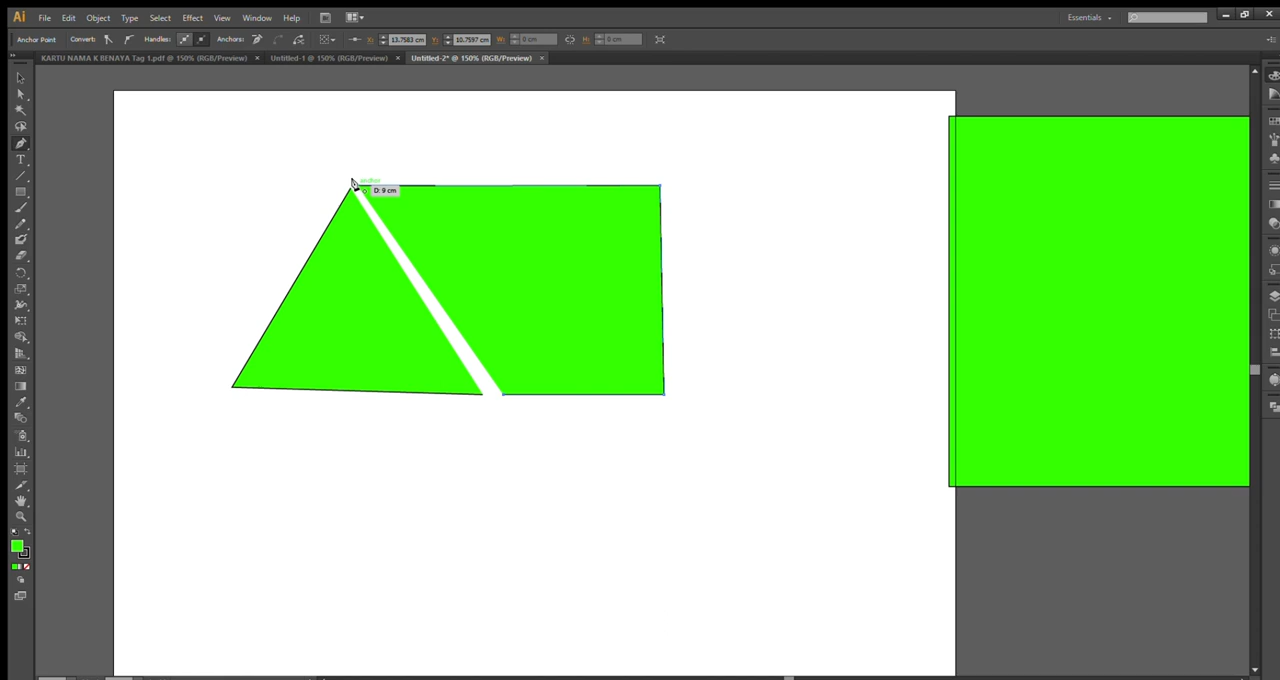 Ai File Edit Object Type Select Effect View Window Help Br Essentials
Anchor Point Convert: Handles: Anchors: X: 13.7583 cm Y: 10.7597 cm W: 0 cm H: 0 cm
KARTU NAMA K BENAYA Tag 1.pdf @ 150% (RGB/Preview) × Untitled-1 @ 150% (RGB/Preview) × Untitled-2* @ 150% (RGB/Preview) ×
anchor
D: 9 cm
T